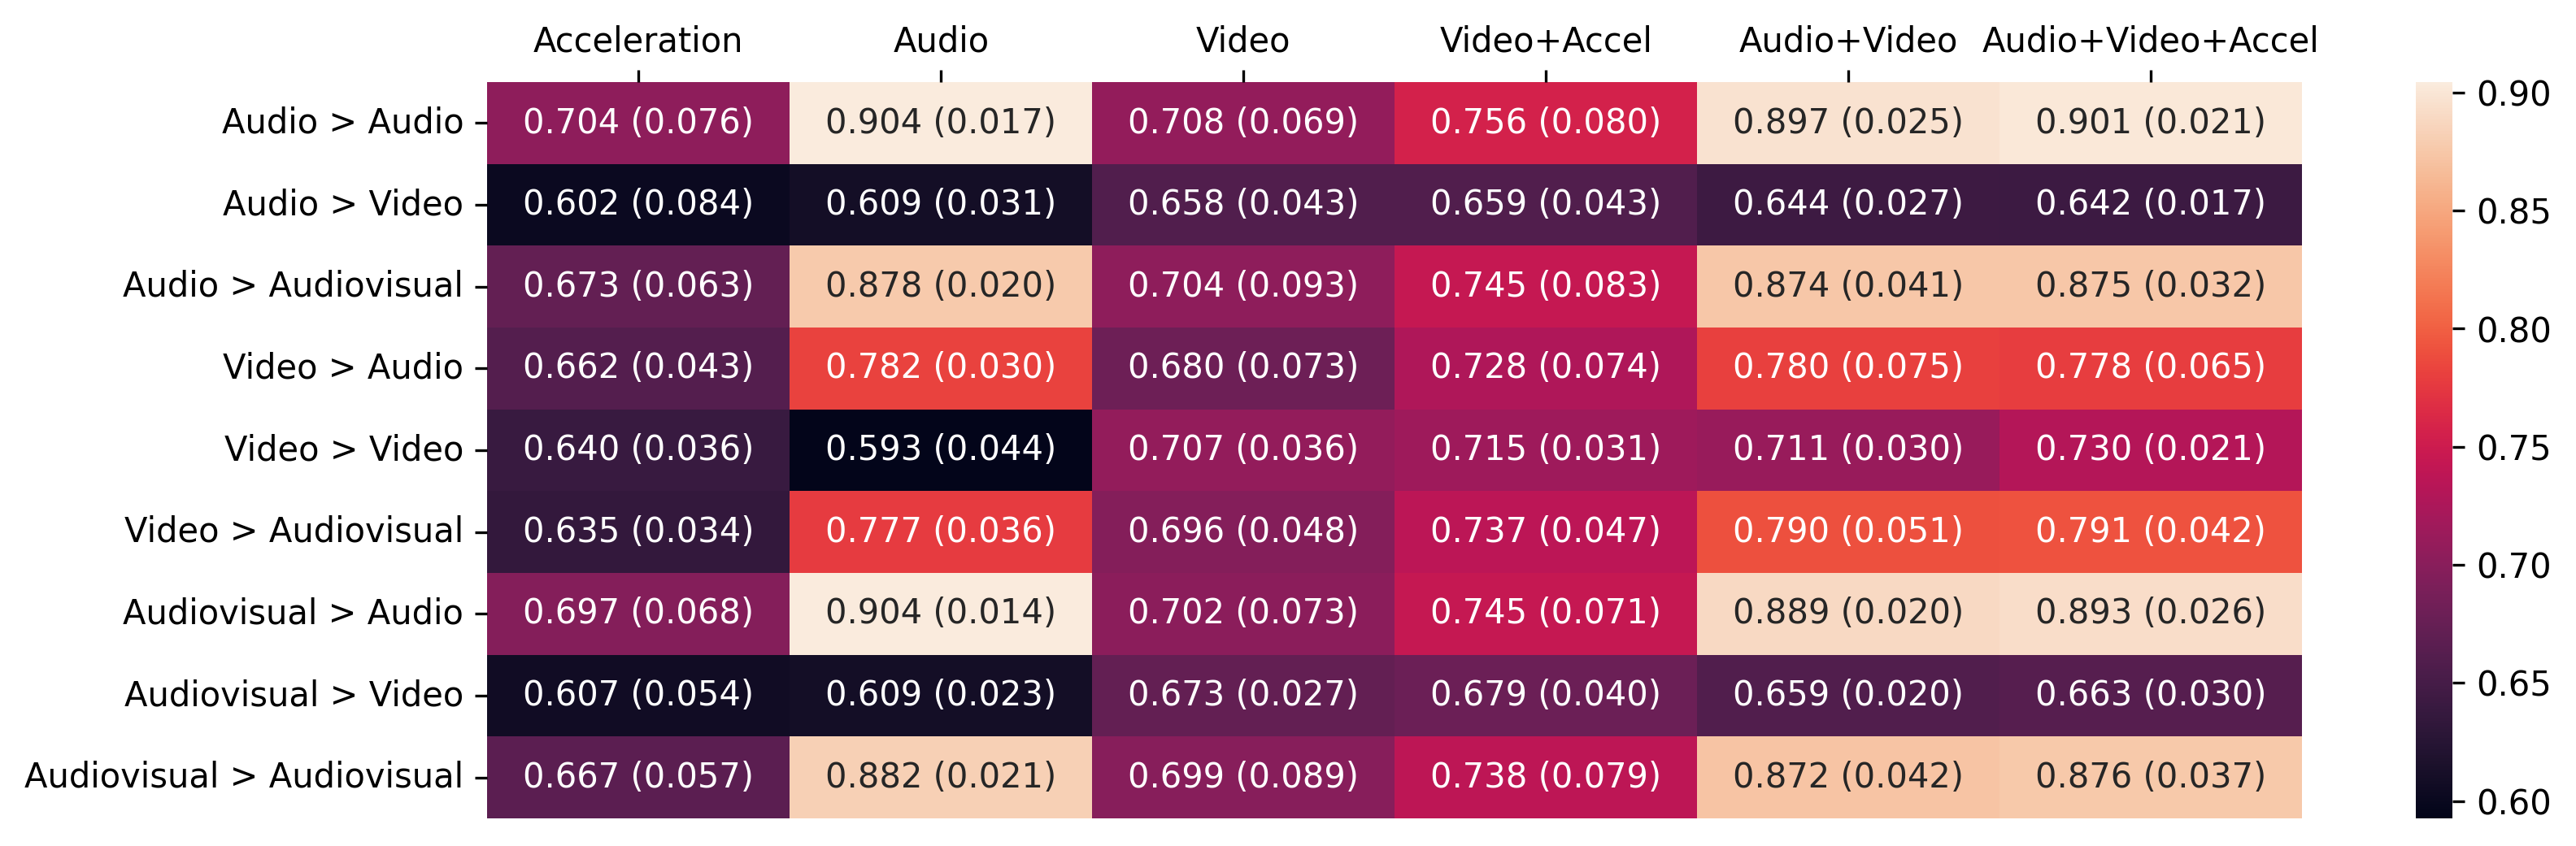 Acceleration Audio Video Video+Accel Audio+Video Audio+Video+Accel
Audio > Audio 0.704 (0.076) 0.904 (0.017) 0.708 (0.069) 0.756 (0.080) 0.897 (0.025) 0.901 (0.021)
Audio > Video 0.602 (0.084) 0.609 (0.031) 0.658 (0.043) 0.659 (0.043) 0.644 (0.027) 0.642 (0.017)
Audio > Audiovisual 0.673 (0.063) 0.878 (0.020) 0.704 (0.093) 0.745 (0.083) 0.874 (0.041) 0.875 (0.032)
Video > Audio 0.662 (0.043) 0.782 (0.030) 0.680 (0.073) 0.728 (0.074) 0.780 (0.075) 0.778 (0.065)
Video > Video 0.640 (0.036) 0.593 (0.044) 0.707 (0.036) 0.715 (0.031) 0.711 (0.030) 0.730 (0.021)
Video > Audiovisual 0.635 (0.034) 0.777 (0.036) 0.696 (0.048) 0.737 (0.047) 0.790 (0.051) 0.791 (0.042)
Audiovisual > Audio 0.697 (0.068) 0.904 (0.014) 0.702 (0.073) 0.745 (0.071) 0.889 (0.020) 0.893 (0.026)
Audiovisual > Video 0.607 (0.054) 0.609 (0.023) 0.673 (0.027) 0.679 (0.040) 0.659 (0.020) 0.663 (0.030)
Audiovisual > Audiovisual 0.667 (0.057) 0.882 (0.021) 0.699 (0.089) 0.738 (0.079) 0.872 (0.042) 0.876 (0.037)
0.90
0.85
0.80
0.75
0.70
0.65
0.60